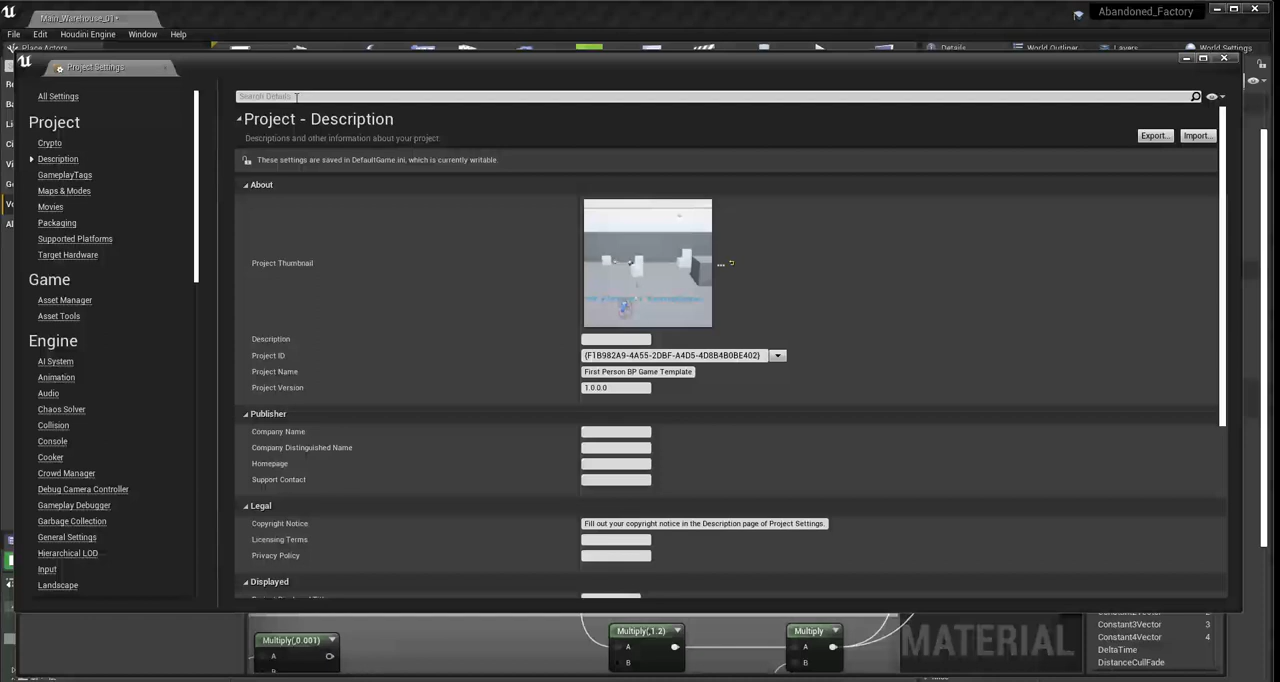 Main_Warehouse_01*
Abandoned_Factory
File Edit Houdini Engine Window Help
Place Actors
Details World Outliner Layers World Settings
Project Settings
All Settings
Project
Crypto
Description
GameplayTags
Maps & Modes
Movies
Packaging
Supported Platforms
Target Hardware
Game
Asset Manager
Asset Tools
Engine
AI System
Animation
Audio
Chaos Solver
Collision
Console
Cooker
Crowd Manager
Debug Camera Controller
Gameplay Debugger
Garbage Collection
General Settings
Hierarchical LOD
Input
Landscape
Search Details
Project - Description
Descriptions and other information about your project
Export... Import...
These settings are saved in DefaultGame.ini, which is currently writable.
About
Project Thumbnail
Description
Project ID {F1B982A9-4A55-2DBF-A4D5-4D8B4B0BE402}
Project Name First Person BP Game Template
Project Version 1.0.0.0
Publisher
Company Name
Company Distinguished Name
Homepage
Support Contact
Legal
Copyright Notice Fill out your copyright notice in the Description page of Project Settings.
Licensing Terms
Privacy Policy
Displayed
Multiply(,0.001)
A
B
Multiply(,1.2)
A
B
Multiply
A
B
MATERIAL
Constant3Vector 3
Constant4Vector 4
DeltaTime
DistanceCullFade